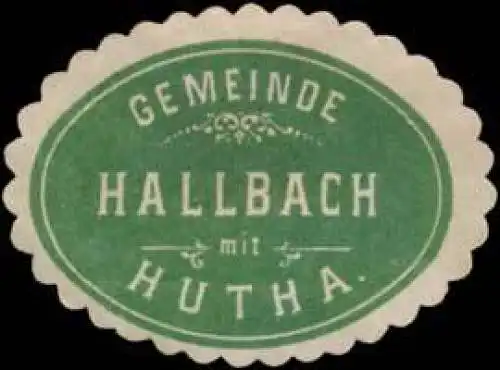 GEMEINDE
HALLBACH
mit
HUTHA.